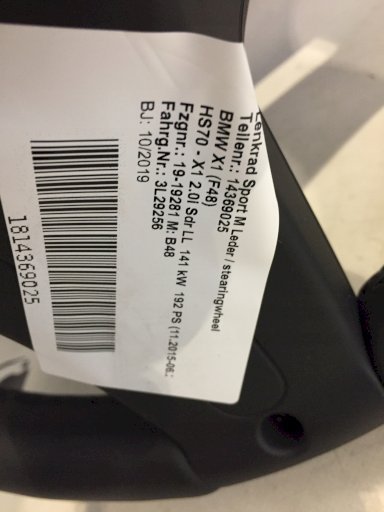 Lenkrad Sport M Leder / stearingwheel
Teilenr.: 14369025
BMW X1 (F48)
HS70 - X1 2.0i Sdr LL 141 kW 192 PS (11.2015-06.:
Fzgnr.: 19-19281 M: B48
Fahrg.Nr.: 3L29256
BJ: 10/2019
1814369025